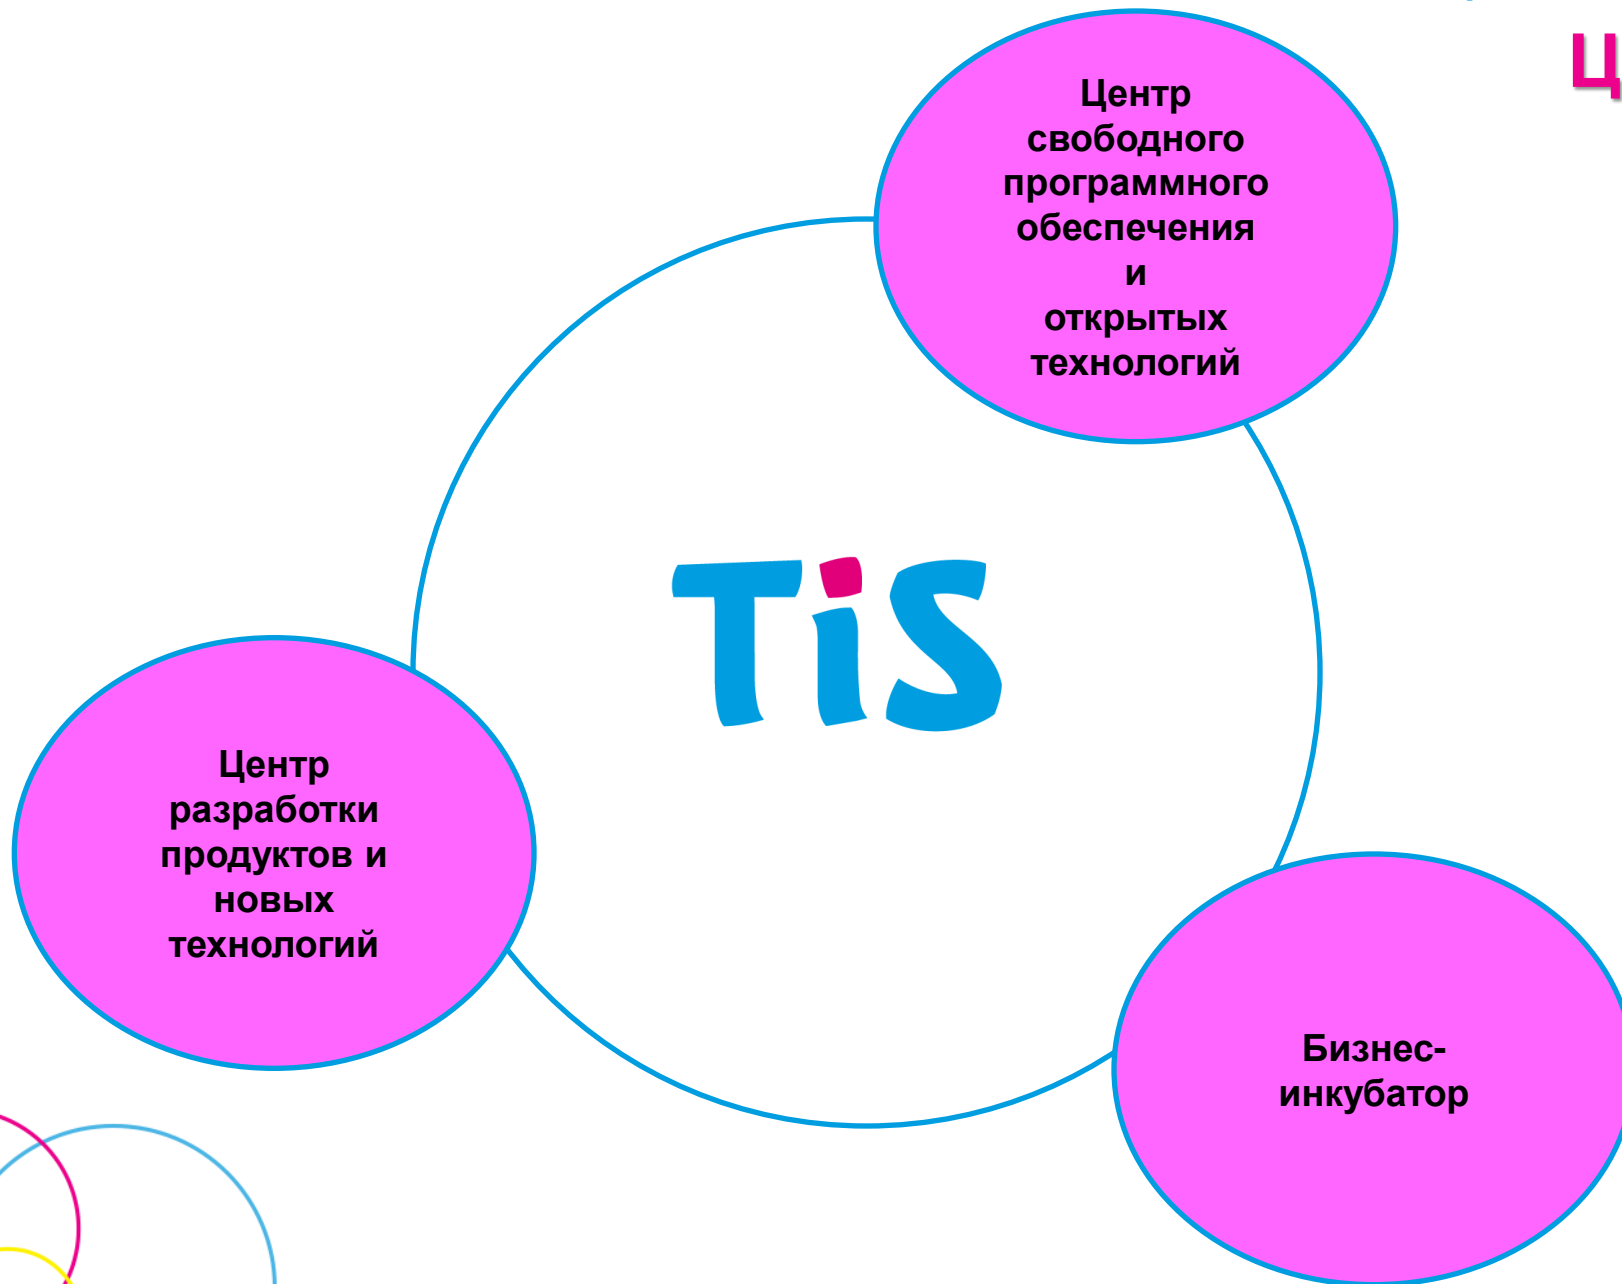 Ц
Центр
свободного
программного
обеспечения
и
открытых
технологий
TiS
Центр
разработки
продуктов и
новых
технологий
Бизнес-
инкубатор